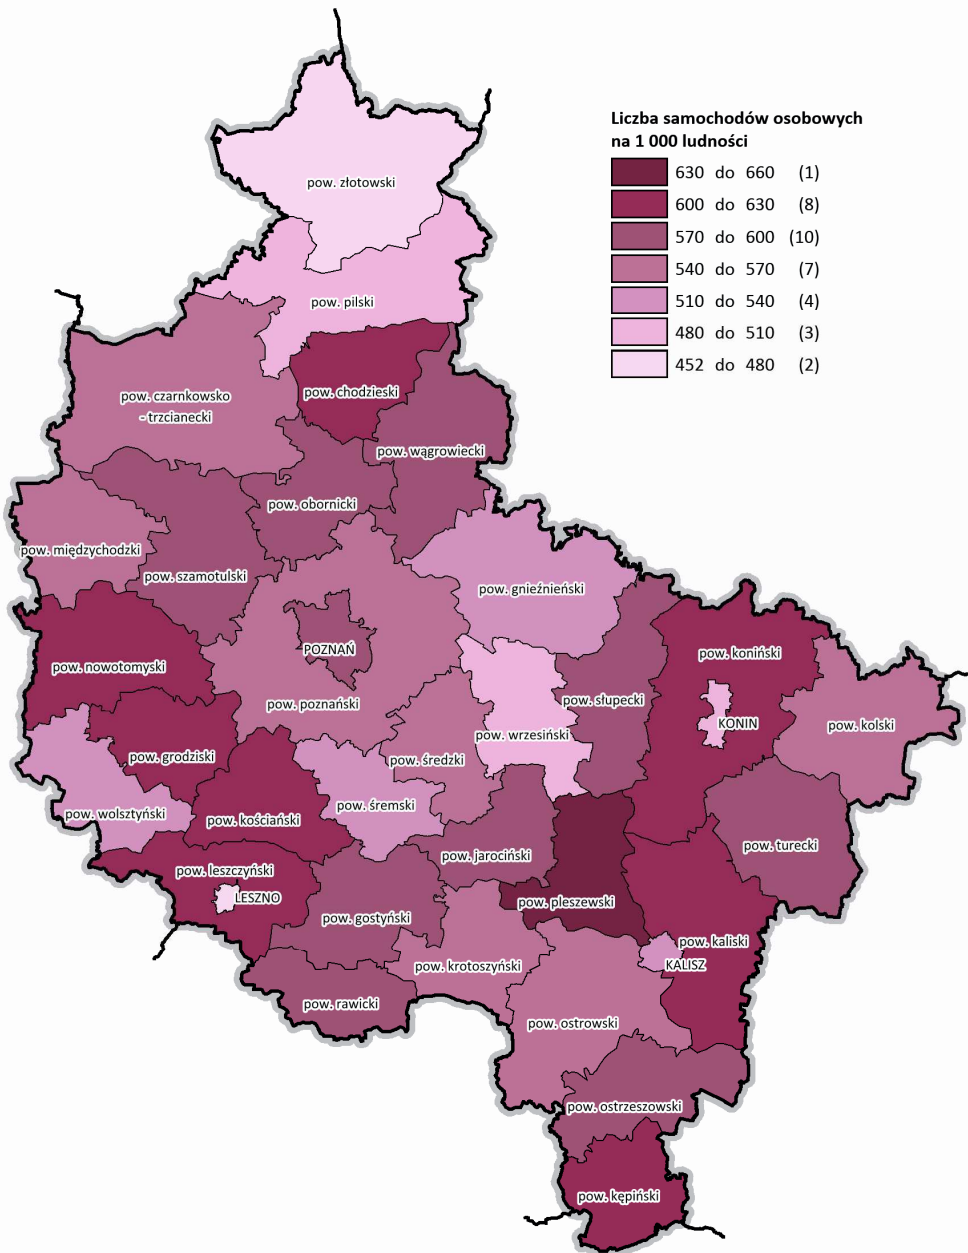 Liczba samochodów osobowych
na 1 000 ludności
630 do 660 (1)
600 do 630 (8)
570 do 600 (10)
540 do 570 (7)
510 do 540 (4)
480 do 510 (3)
452 do 480 (2)
pow. złotowski
pow. pilski
pow. chodzieski
pow. czarnkowsko
- trzcianecki
pow. wągrowiecki
pow. obornicki
pow. międzychodzki
pow. szamotulski
pow. gnieźnieński
POZNAŃ
pow. koniński
pow. nowotomyski
pow. słupecki
pow. poznański
KONIN
pow. kolski
pow. wrzesiński
pow. grodziski
pow. średzki
pow. śremski
pow. wolsztyński
pow. kościański
pow. turecki
pow. jarociński
pow. leszczyński
LESZNO
pow. pleszewski
pow. gostyński
pow. kaliski
KALISZ
pow. krotoszyński
pow. rawicki
pow. ostrowski
pow. ostrzeszowski
pow. kępiński